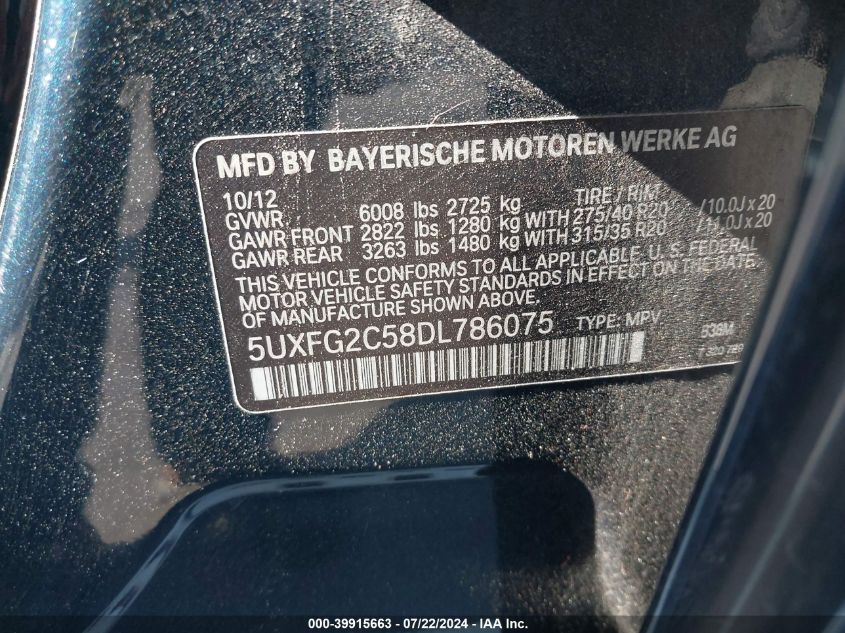 MFD BY BAYERISCHE MOTOREN WERKE AG
10/12 TIRE / RIM
GVWR 6008 lbs 2725 kg
GAWR FRONT 2822 lbs 1280 kg WITH 275/40 R20 /10.0J x 20
GAWR REAR 3263 lbs 1480 kg WITH 315/35 R20 /11.0J x 20
THIS VEHICLE CONFORMS TO ALL APPLICABLE U. S. FEDERAL
MOTOR VEHICLE SAFETY STANDARDS IN EFFECT ON THE DATE
OF MANUFACTURE SHOWN ABOVE.
5UXFG2C58DL786075 TYPE: MPV
000-39915663 - 07/22/2024 - IAA Inc.